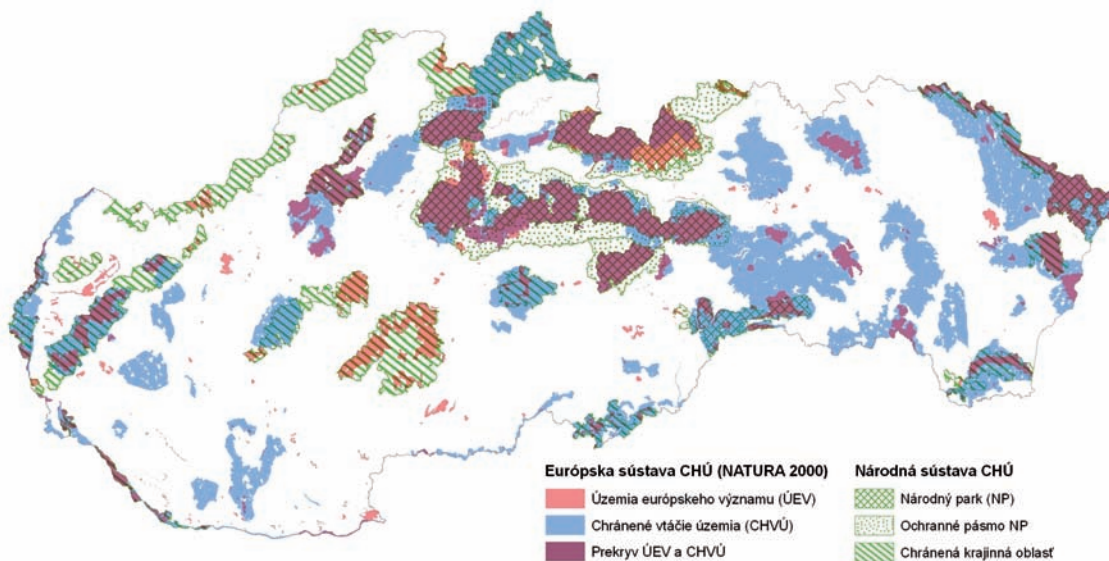 Európska sústava CHÚ (NATURA 2000)
Územia európskeho významu (ÚEV)
Chránené vtáčie územia (CHVÚ)
Prekryv ÚEV a CHVÚ
Národná sústava CHÚ
Národný park (NP)
Ochranné pásmo NP
Chránená krajinná oblasť